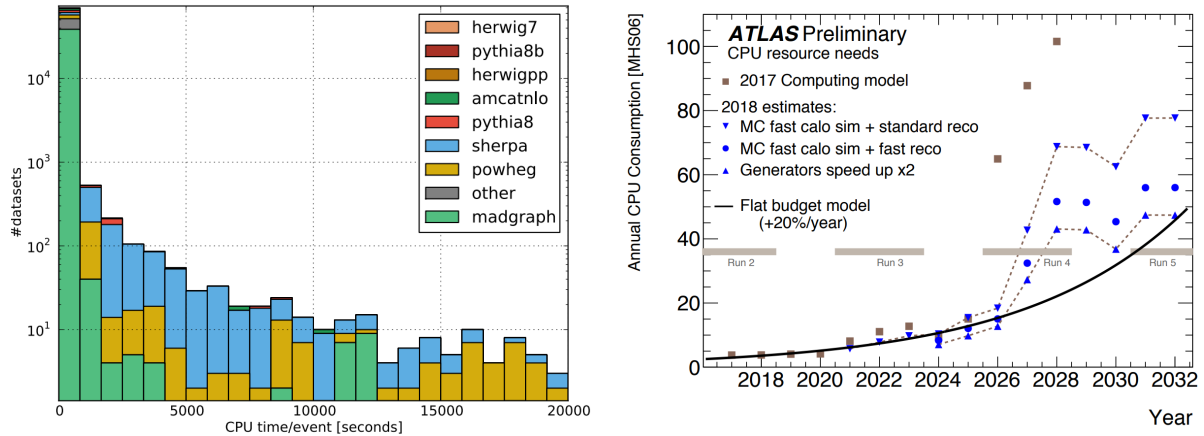 #datasets
10⁴
10³
10²
10¹
0
5000
10000
15000
20000
CPU time/event [seconds]
herwig7
pythia8b
herwigpp
amcatnlo
pythia8
sherpa
powheg
other
madgraph
Annual CPU Consumption [MHS06]
100
80
60
40
20
0
ATLAS Preliminary
CPU resource needs
2017 Computing model
2018 estimates:
MC fast calo sim + standard reco
MC fast calo sim + fast reco
Generators speed up x2
Flat budget model
(+20%/year)
Run 2
Run 3
Run 4
Run 5
2018 2020 2022 2024 2026 2028 2030 2032
Year